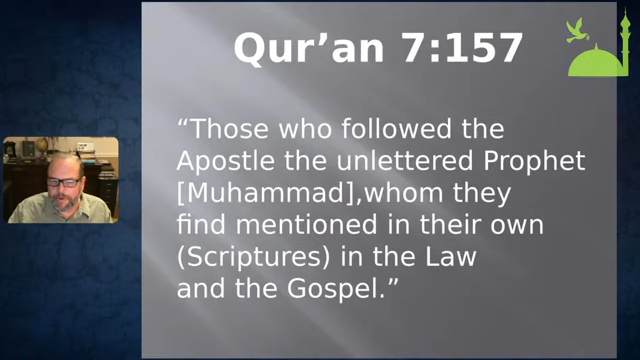 Qur’an 7:157
“Those who followed the
Apostle the unlettered Prophet
[Muhammad],whom they
find mentioned in their own
(Scriptures) in the Law
and the Gospel.”